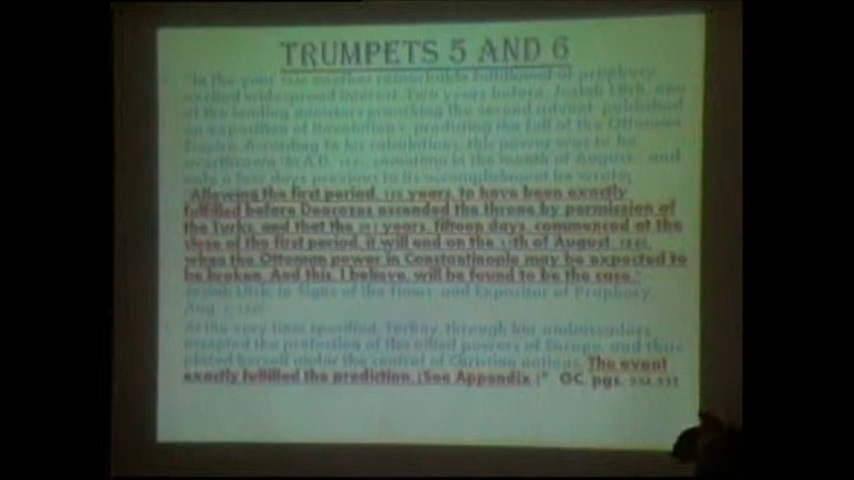 TRUMPETS 5 AND 6
"In the year 1840 another remarkable fulfillment of prophecy
excited widespread interest. Two years before, Josiah Litch, one
of the leading ministers preaching the second advent, published
an exposition of Revelation 9, predicting the fall of the Ottoman
Empire. According to his calculations, this power was to be
overthrown "in A.D. sometime in the month of August and
only a few days previous to its accomplishment he wrote:
"Allowing the first period, years, to have been exactly
fulfilled before Deacozes ascended the throne by permission of
the Turks, and that the years, fifteen days, commenced at the
close of the first period, it will end on the 11th of August,
when the Ottoman power in Constantinople may be expected to
be broken. And this, I believe, will be found to be the case."
Josiah Litch, in Signs of the Times, and Expositor of Prophecy,
Aug. 1,
At the very time specified, Turkey, through her ambassadors,
accepted the protection of the allied powers of Europe, and thus
placed herself under the control of Christian nations. The event
exactly fulfilled the prediction. (See Appendix.)" GC, pgs.